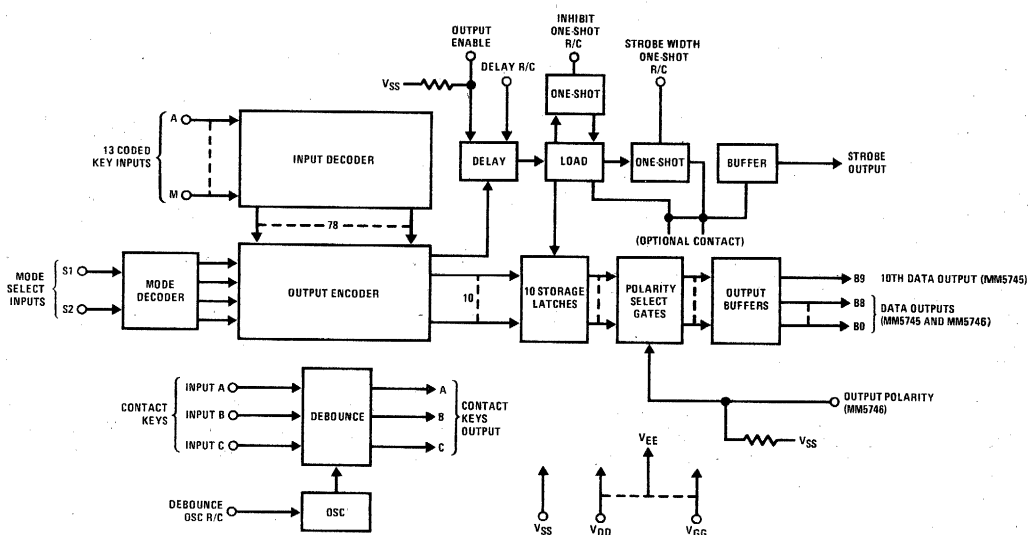 OUTPUT
ENABLE
INHIBIT
ONE-SHOT
R/C
STROBE WIDTH
ONE-SHOT
R/C
DELAY R/C
VSS
ONE-SHOT
13 CODED
KEY INPUTS
A
M
INPUT DECODER
DELAY
LOAD
ONE-SHOT
BUFFER
STROBE
OUTPUT
78
(OPTIONAL CONTACT)
MODE
SELECT
INPUTS
S1
S2
MODE
DECODER
OUTPUT ENCODER
10
10 STORAGE
LATCHES
POLARITY
SELECT
GATES
OUTPUT
BUFFERS
B9
10TH DATA OUTPUT (MM5745)
B8
B0
DATA OUTPUTS
(MM5745 AND MM5746)
CONTACT
KEYS
INPUT A
INPUT B
INPUT C
DEBOUNCE
A
B
C
CONTACT
KEYS
OUTPUT
OUTPUT POLARITY
(MM5746)
VSS
VEE
DEBOUNCE
OSC R/C
OSC
VSS
VDD
VGG